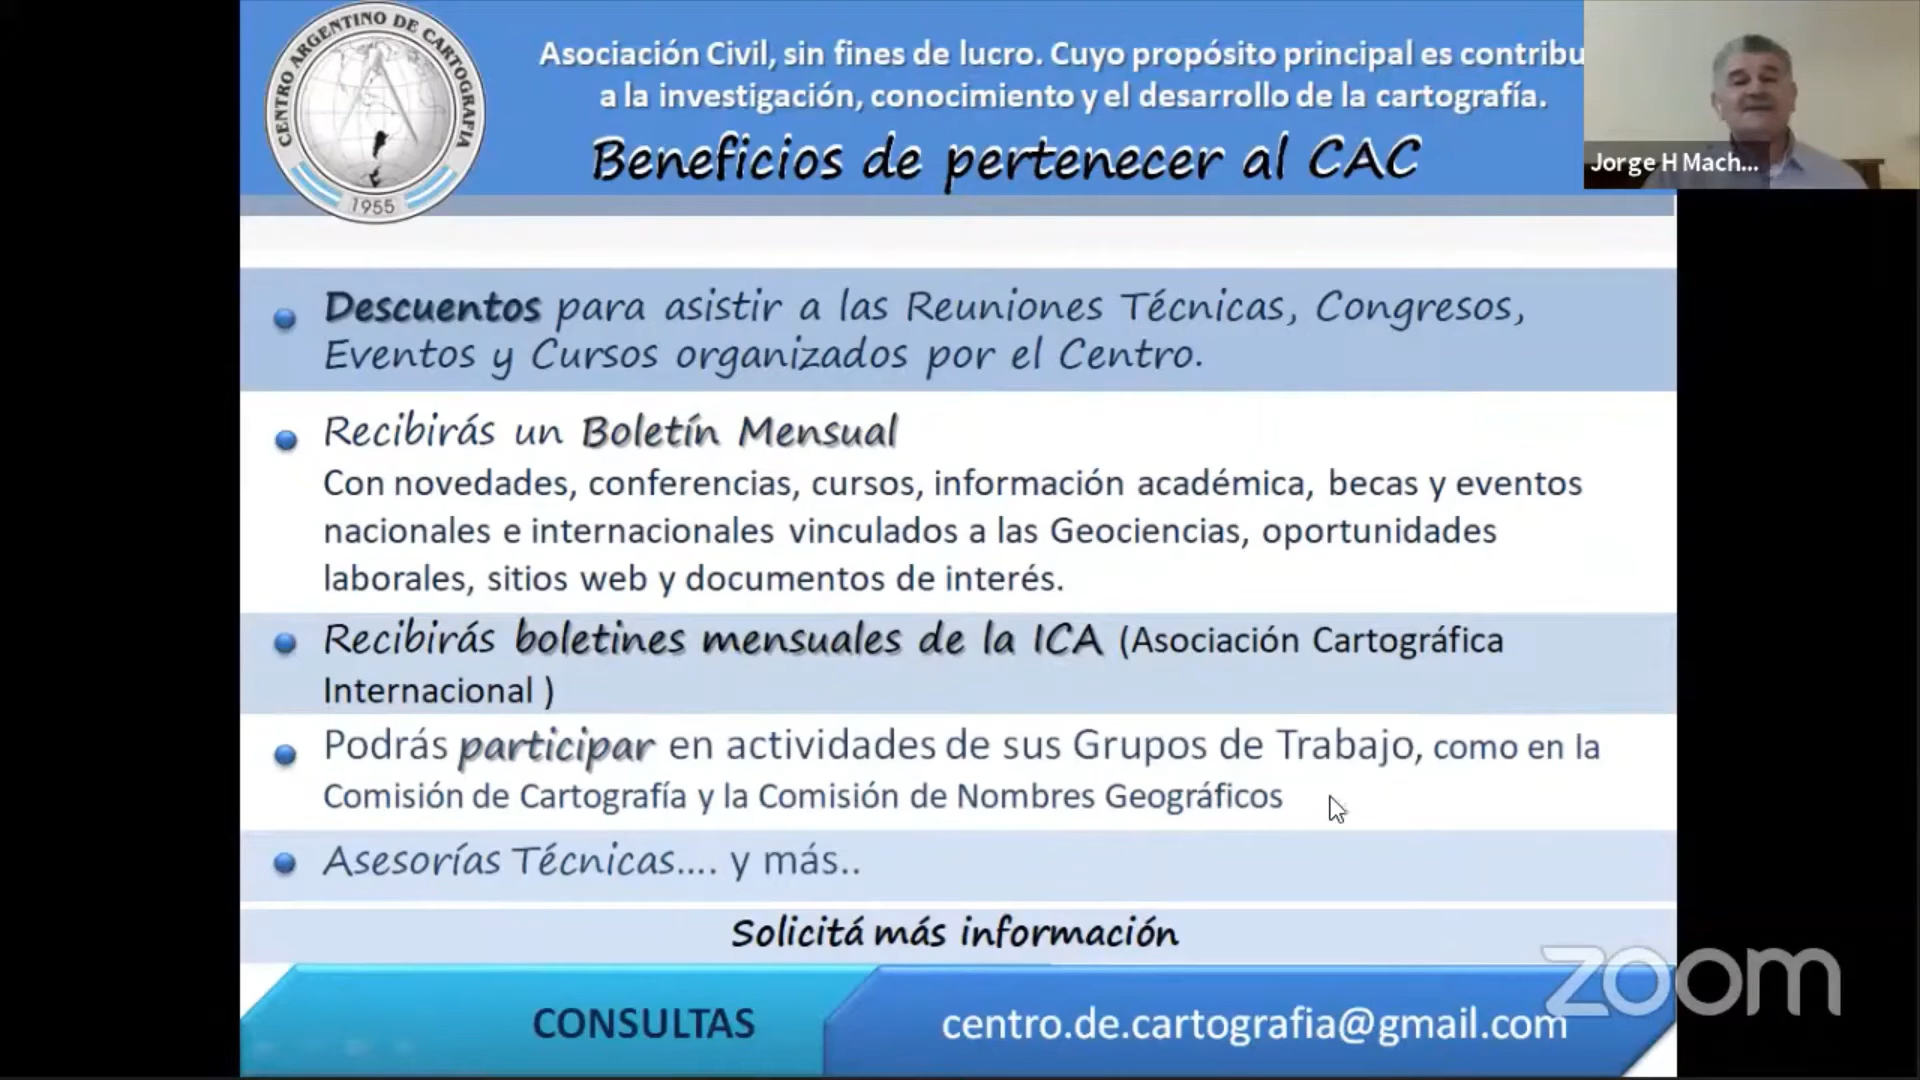 CENTRO ARGENTINO DE CARTOGRAFÍA
1955
Asociación Civil, sin fines de lucro. Cuyo propósito principal es contribu
a la investigación, conocimiento y el desarrollo de la cartografía.
Beneficios de pertenecer al CAC
Jorge H Mach...
Descuentos para asistir a las Reuniones Técnicas, Congresos,
Eventos y Cursos organizados por el Centro.
Recibirás un Boletín Mensual
Con novedades, conferencias, cursos, información académica, becas y eventos
nacionales e internacionales vinculados a las Geociencias, oportunidades
laborales, sitios web y documentos de interés.
Recibirás boletines mensuales de la ICA (Asociación Cartográfica
Internacional )
Podrás participar en actividades de sus Grupos de Trabajo, como en la
Comisión de Cartografía y la Comisión de Nombres Geográficos
Asesorías Técnicas.... y más..
Solicitá más información
CONSULTAS
centro.de.cartografia@gmail.com
zoom